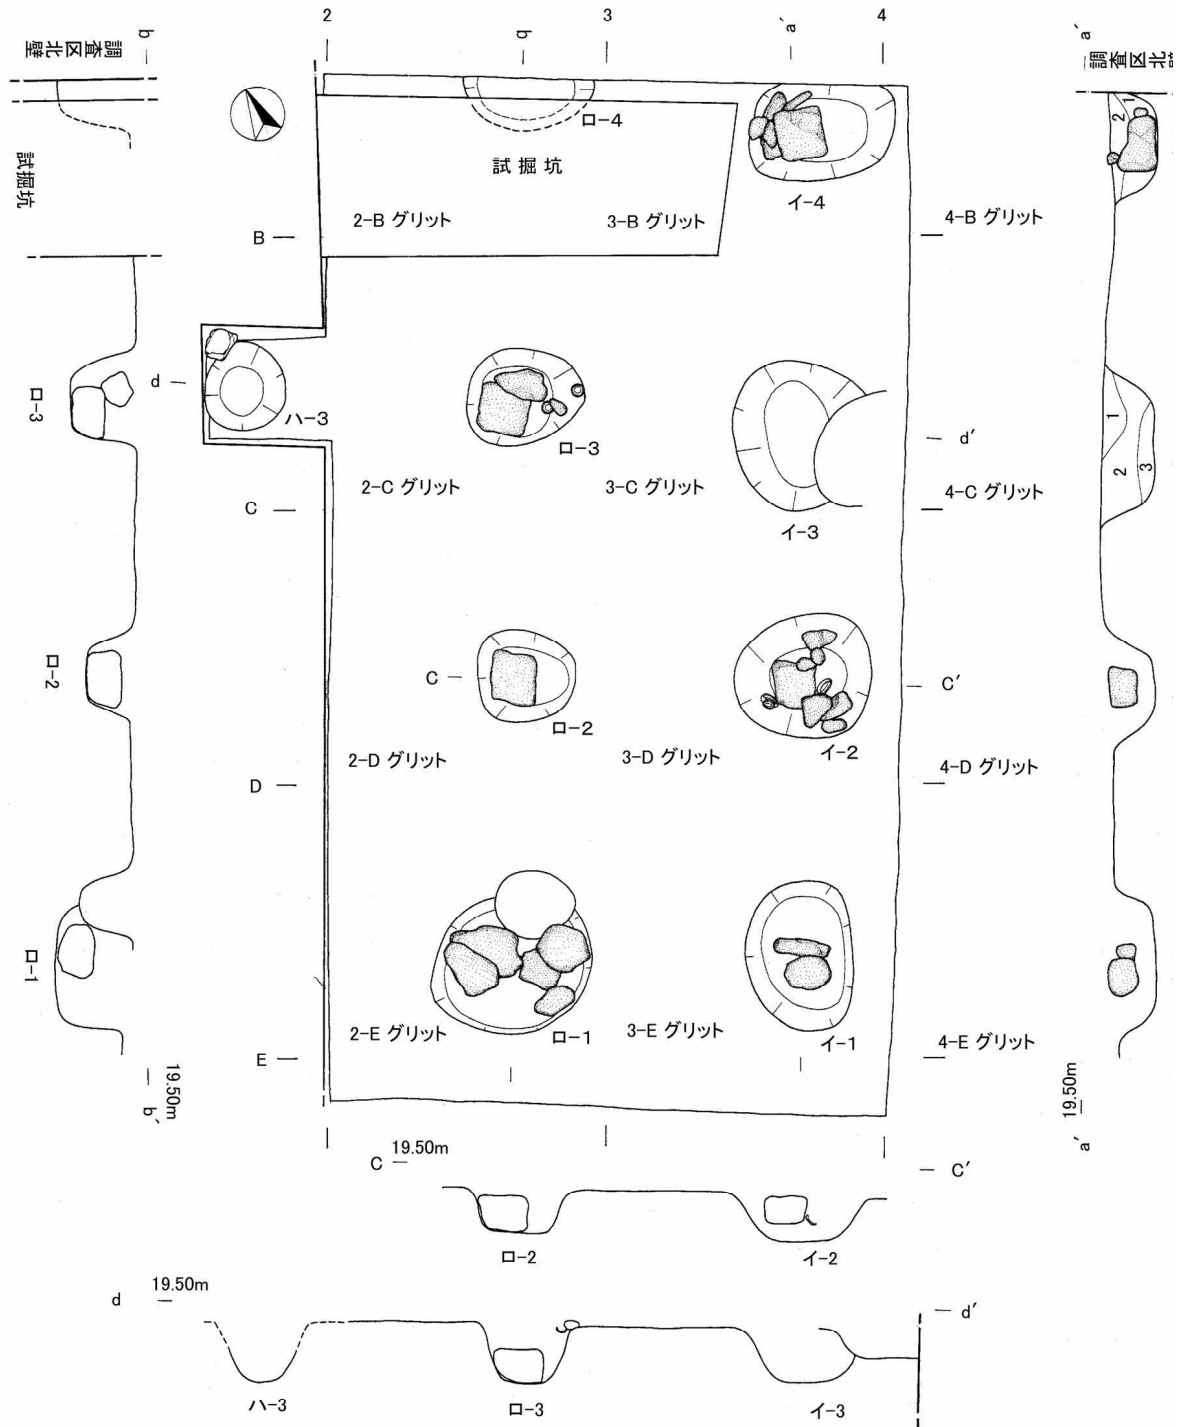 2
3
4
b
b
a′
a′
調査区北壁
調査区北
ロ-4
試掘坑
試掘坑
イ-4
1
2
2-B グリット
3-B グリット
4-B グリット
B
d
ハ-3
ロ-3
ロ-3
d′
1
2
3
2-C グリット
3-C グリット
4-C グリット
C
イ-3
ロ-2
C
C′
ロ-2
イ-2
2-D グリット
3-D グリット
4-D グリット
D
ロ-1
2-E グリット
3-E グリット
4-E グリット
ロ-1
イ-1
E
19.50m
b′
19.50m
a′
C
19.50m
C′
ロ-2
イ-2
d
19.50m
d′
ハ-3
ロ-3
イ-3